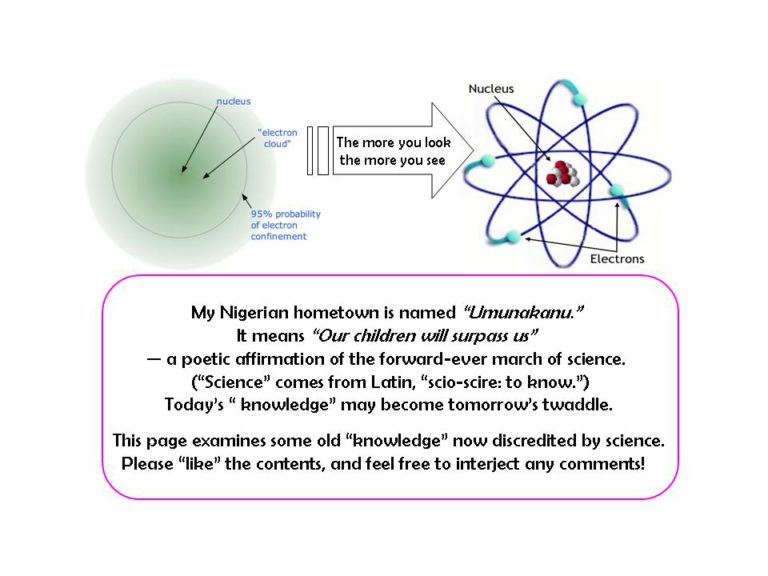 nucleus
"electron
cloud"
95% probability
of electron
confinement
The more you look
the more you see
Nucleus
Electrons
My Nigerian hometown is named “Umunakanu.”
It means “Our children will surpass us”
— a poetic affirmation of the forward-ever march of science.
(“Science” comes from Latin, “scio-scire: to know.”)
Today’s “ knowledge” may become tomorrow’s twaddle.
This page examines some old “knowledge” now discredited by science.
Please “like” the contents, and feel free to interject any comments!